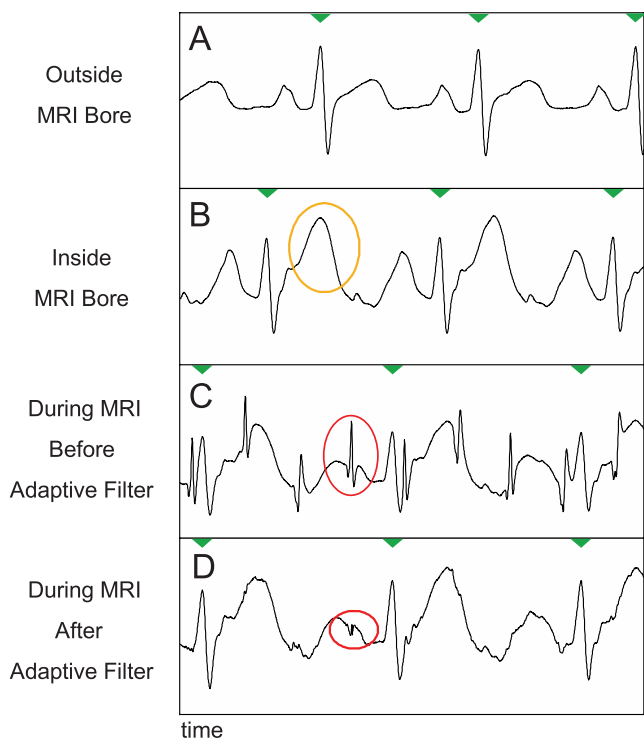 A
Outside
MRI Bore
B
Inside
MRI Bore
C
During MRI
Before
Adaptive Filter
D
During MRI
After
Adaptive Filter
time